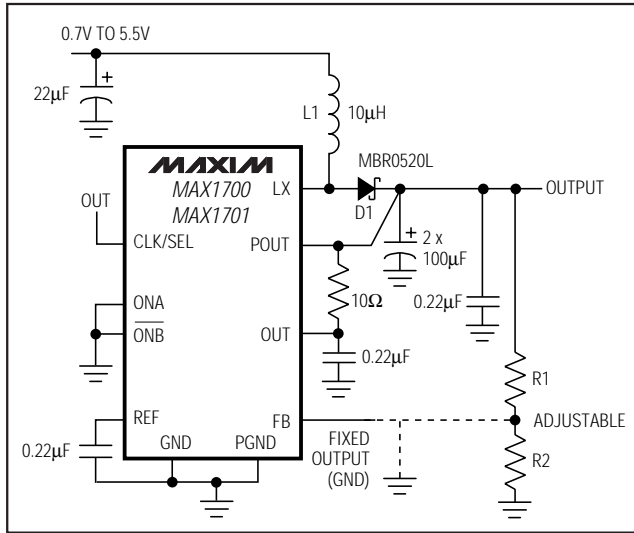 0.7V TO 5.5V
22μF
+
L1
10μH
MAXIM
MAX1700
MAX1701
LX
MBR0520L
D1
OUTPUT
OUT
CLK/SEL
POUT
+
2 x
100μF
10Ω
0.22μF
ONA
ONB
OUT
0.22μF
R1
REF
FB
ADJUSTABLE
0.22μF
GND
PGND
FIXED
OUTPUT
(GND)
R2